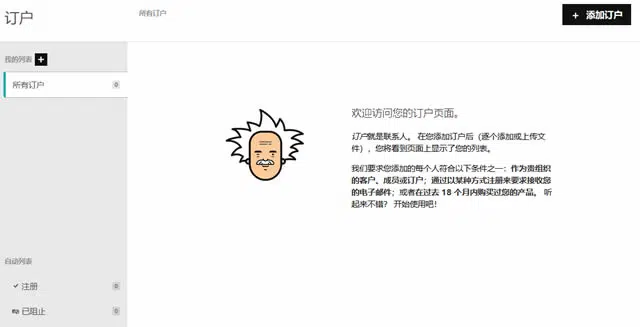 订户
所有订户
+ 添加订户
我的列表 +
所有订户 0
欢迎访问您的订户页面。
订户就是联系人。 在您添加订户后（逐个添加或上传文
件），您将看到页面上显示了您的列表。
我们要求您添加的每个人符合以下条件之一：作为贵组织
的客户、成员或订户；通过以某种方式注册来要求接收您
的电子邮件；或者在过去 18 个月内购买过您的产品。 听
起来不错？ 开始使用吧！
自动列表
注册 0
已阻止 0